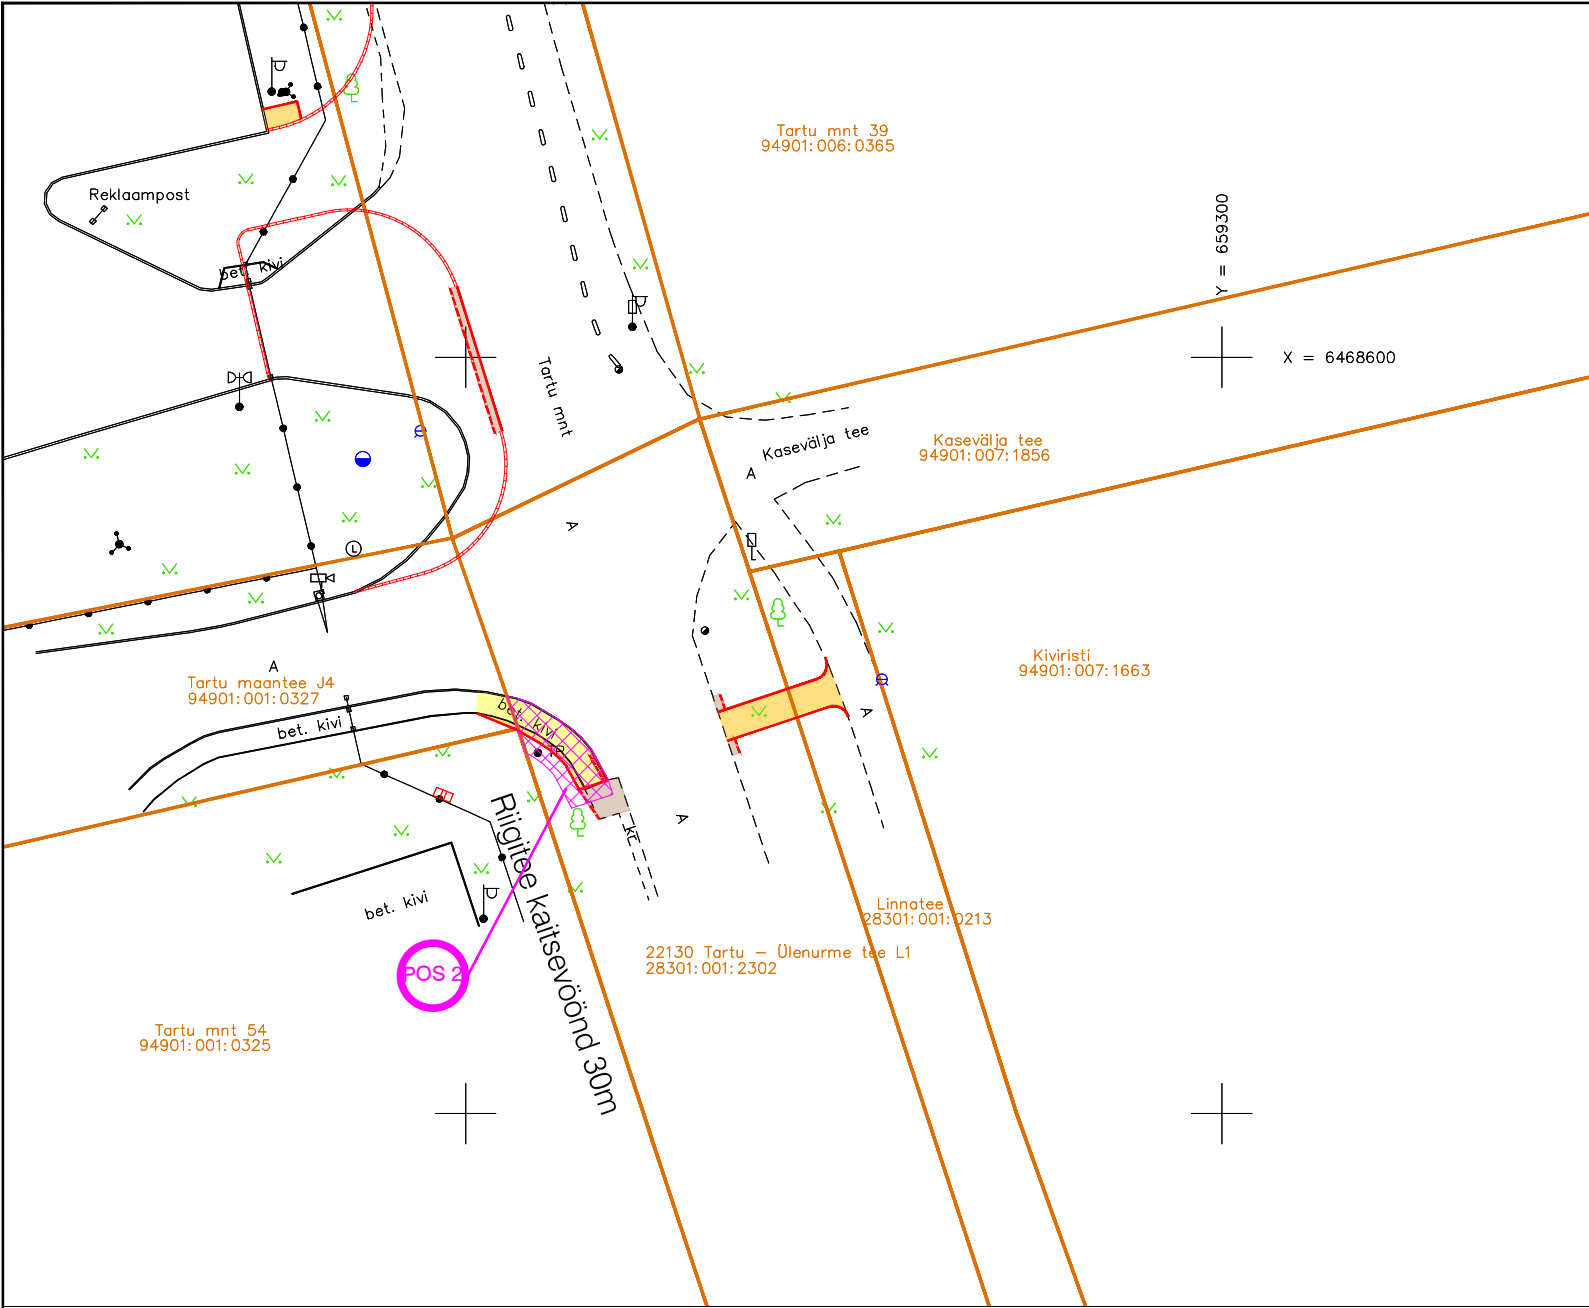 Tartu mnt 39
94901:006:0365
Reklaampost
Y = 659300
bet. kivi
X = 6468600
Tartu mnt
Kasevälja tee
A
Kasevälja tee
94901:007:1856
A
L
Kiviristi
94901:007:1663
A
Tartu maantee J4
94901:001:0327
bet. kivi
bet. kivi
A
A
kr.
Riigitee kaitsevöönd 30m
bet. kivi
Linnatee
28301:001:0213
22130 Tartu – Ülenurme tee L1
28301:001:2302
POS 2
Tartu mnt 54
94901:001:0325